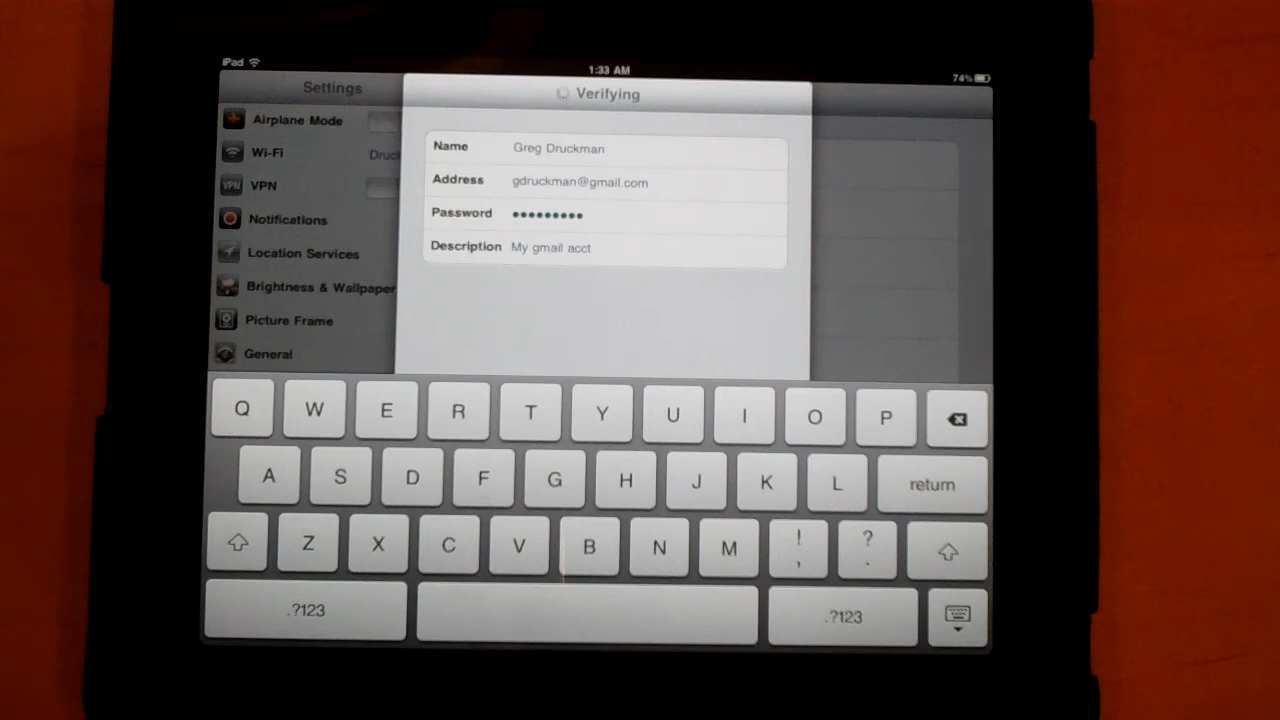 iPad
1:33 AM
74%
Settings
Verifying
Airplane Mode
Wi-Fi
Druc
VPN
VPN
Notifications
Location Services
Brightness & Wallpaper
Picture Frame
General
Name Greg Druckman
Address gdruckman@gmail.com
Password •••••••••
Description My gmail acct
Q W E R T Y U I O P
A S D F G H J K L return
Z X C V B N M ! , ? .
.?123 .?123